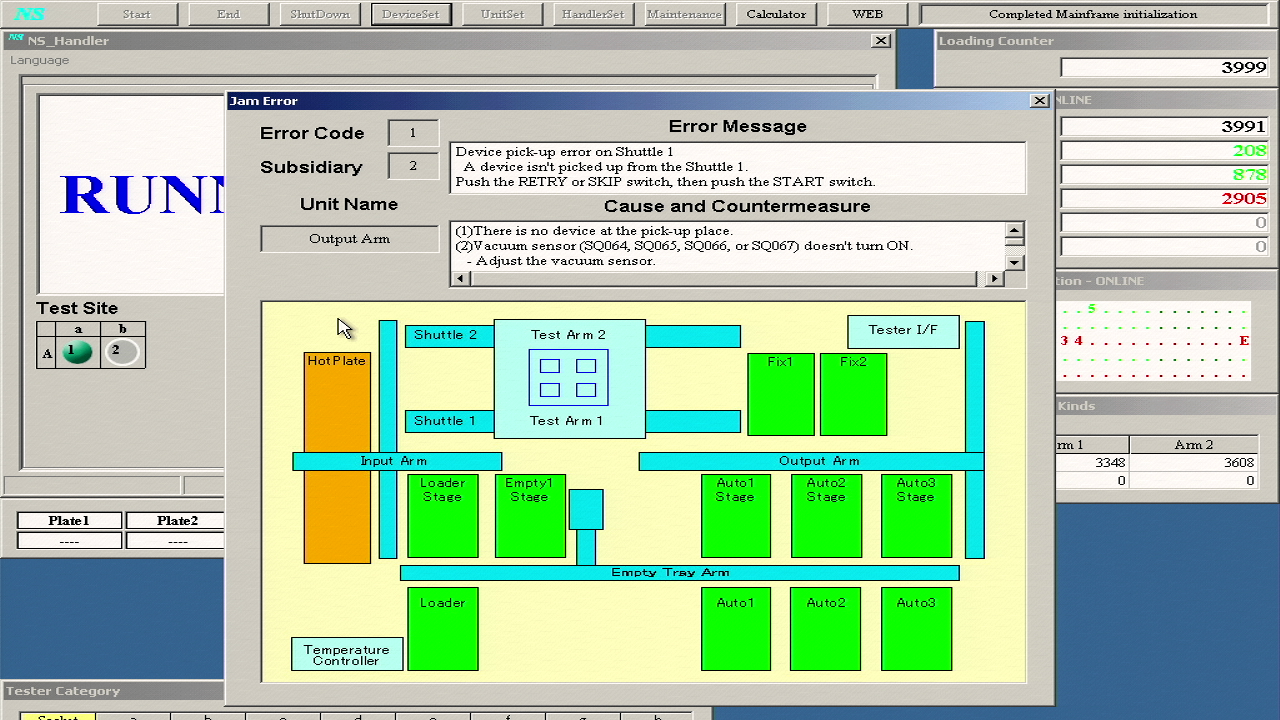 NS
Start
End
ShutDown
DeviceSet
UnitSet
HandlerSet
Maintenance
Calculator
WEB
Completed Mainframe initialization
NS NS_Handler
Language
Loading Counter
3999
NLINE
3991
208
878
2905
0
0
Jam Error
Error Code 1
Subsidiary 2
Unit Name
Output Arm
Error Message
Device pick-up error on Shuttle 1
A device isn't picked up from the Shuttle 1.
Push the RETRY or SKIP switch, then push the START switch.
Cause and Countermeasure
(1)There is no device at the pick-up place.
(2)Vacuum sensor (SQ064, SQ065, SQ066, or SQ067) doesn't turn ON.
- Adjust the vacuum sensor.
RUNN
Test Site
a b
A 1 2
HotPlate
Shuttle 2
Test Arm 2
Tester I/F
Fix1
Fix2
Shuttle 1
Test Arm 1
Input Arm
Output Arm
Loader
Stage
Empty1
Stage
Auto1
Stage
Auto2
Stage
Auto3
Stage
Empty Tray Arm
Loader
Auto1
Auto2
Auto3
Temperature
Controller
tion - ONLINE
5
3 4 E
Kinds
rm 1 Arm 2
3348 3608
0 0
Plate1 Plate2
---- ----
Tester Category